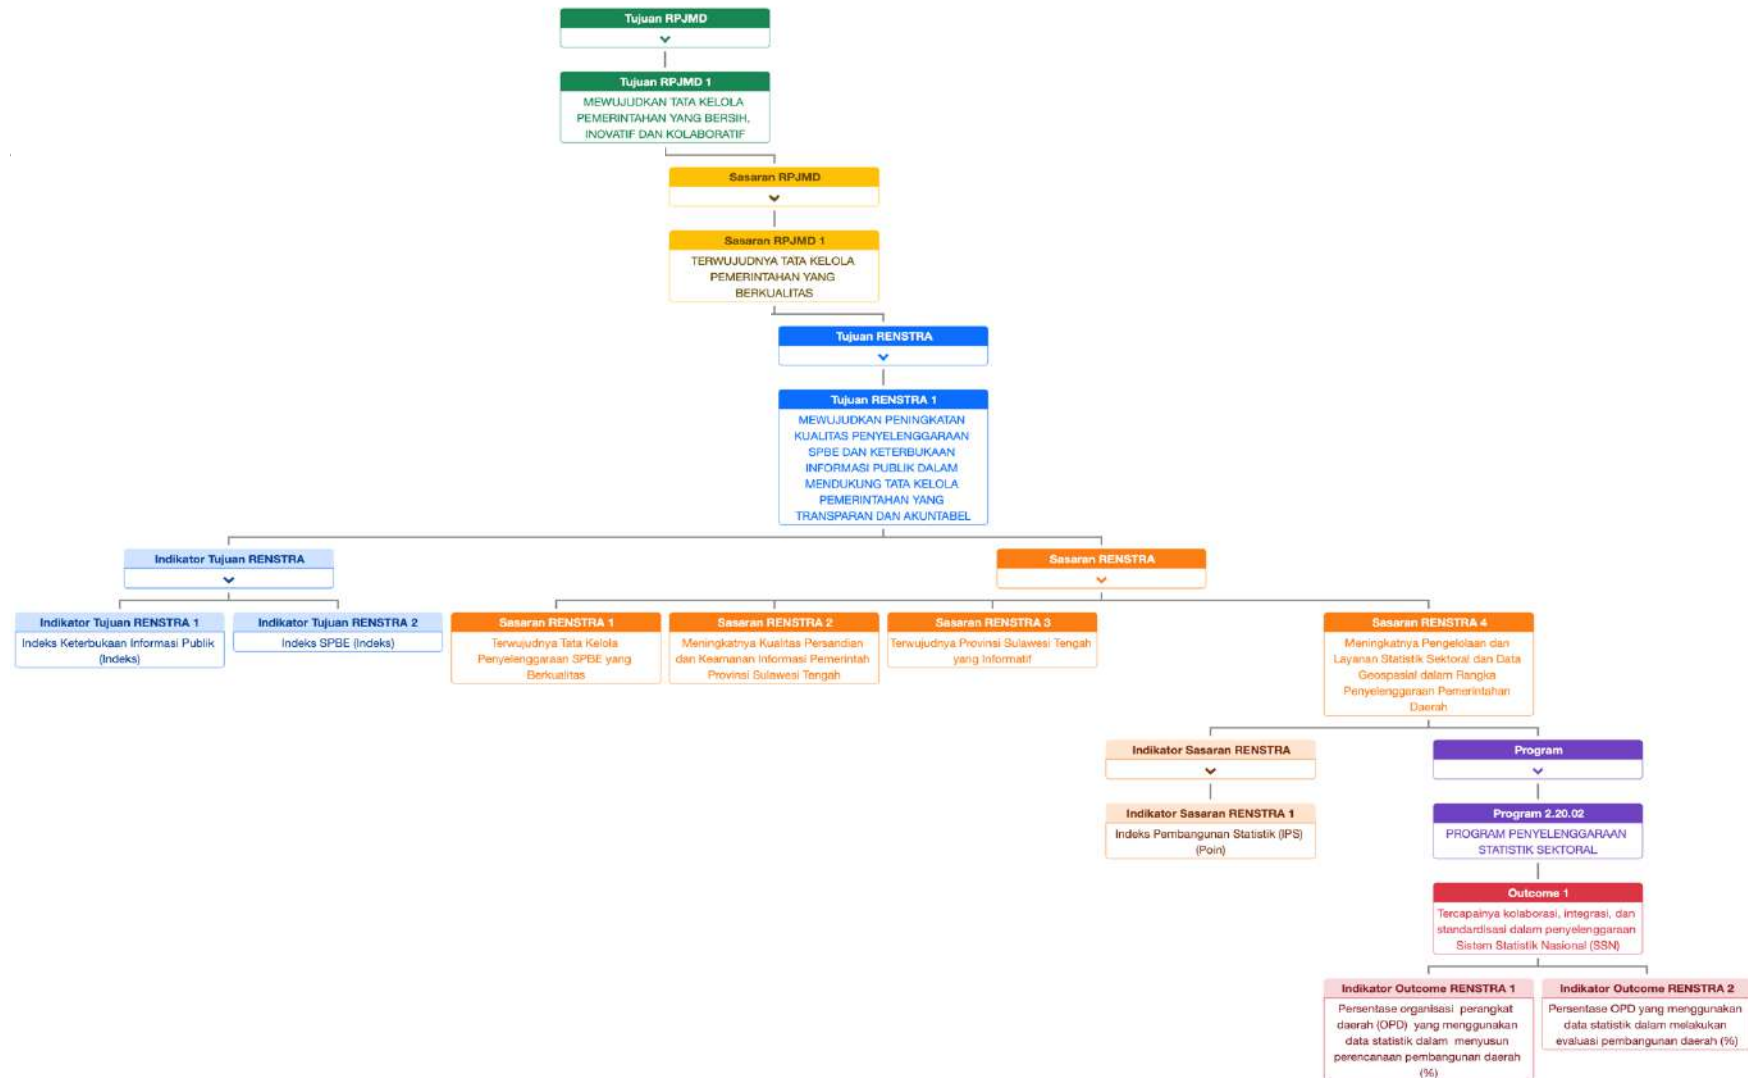 Tujuan RPJMD
Tujuan RPJMD 1
MEWUJUDKAN TATA KELOLA
PEMERINTAHAN YANG BERSIH,
INOVATIF DAN KOLABORATIF
Sasaran RPJMD
Sasaran RPJMD 1
TERWUJUDNYA TATA KELOLA
PEMERINTAHAN YANG
BERKUALITAS
Tujuan RENSTRA
Tujuan RENSTRA 1
MEWUJUDKAN PENINGKATAN
KUALITAS PENYELENGGARAAN
SPBE DAN KETERBUKAAN
INFORMASI PUBLIK DALAM
MENDUKUNG TATA KELOLA
PEMERINTAHAN YANG
TRANSPARAN DAN AKUNTABEL
Indikator Tujuan RENSTRA
Indikator Tujuan RENSTRA 1
Indeks Keterbukaan Informasi Publik
(Indeks)
Indikator Tujuan RENSTRA 2
Indeks SPBE (Indeks)
Sasaran RENSTRA
Sasaran RENSTRA 1
Terwujudnya Tata Kelola
Penyelenggaraan SPBE yang
Berkualitas
Sasaran RENSTRA 2
Meningkatnya Kualitas Persandian
dan Keamanan Informasi Pemerintah
Provinsi Sulawesi Tengah
Sasaran RENSTRA 3
Terwujudnya Provinsi Sulawesi Tengah
yang Informatif
Sasaran RENSTRA 4
Meningkatnya Pengelolaan dan
Layanan Statistik Sektoral dan Data
Geospasial dalam Rangka
Penyelenggaraan Pemerintahan
Daerah
Indikator Sasaran RENSTRA
Indikator Sasaran RENSTRA 1
Indeks Pembangunan Statistik (IPS)
(Poin)
Program
Program 2.20.02
PROGRAM PENYELENGGARAAN
STATISTIK SEKTORAL
Outcome 1
Tercapainya kolaborasi, integrasi, dan
standardisasi dalam penyelenggaraan
Sistem Statistik Nasional (SSN)
Indikator Outcome RENSTRA 1
Persentase organisasi perangkat
daerah (OPD) yang menggunakan
data statistik dalam menyusun
perencanaan pembangunan daerah
(%)
Indikator Outcome RENSTRA 2
Persentase OPD yang menggunakan
data statistik dalam melakukan
evaluasi pembangunan daerah (%)